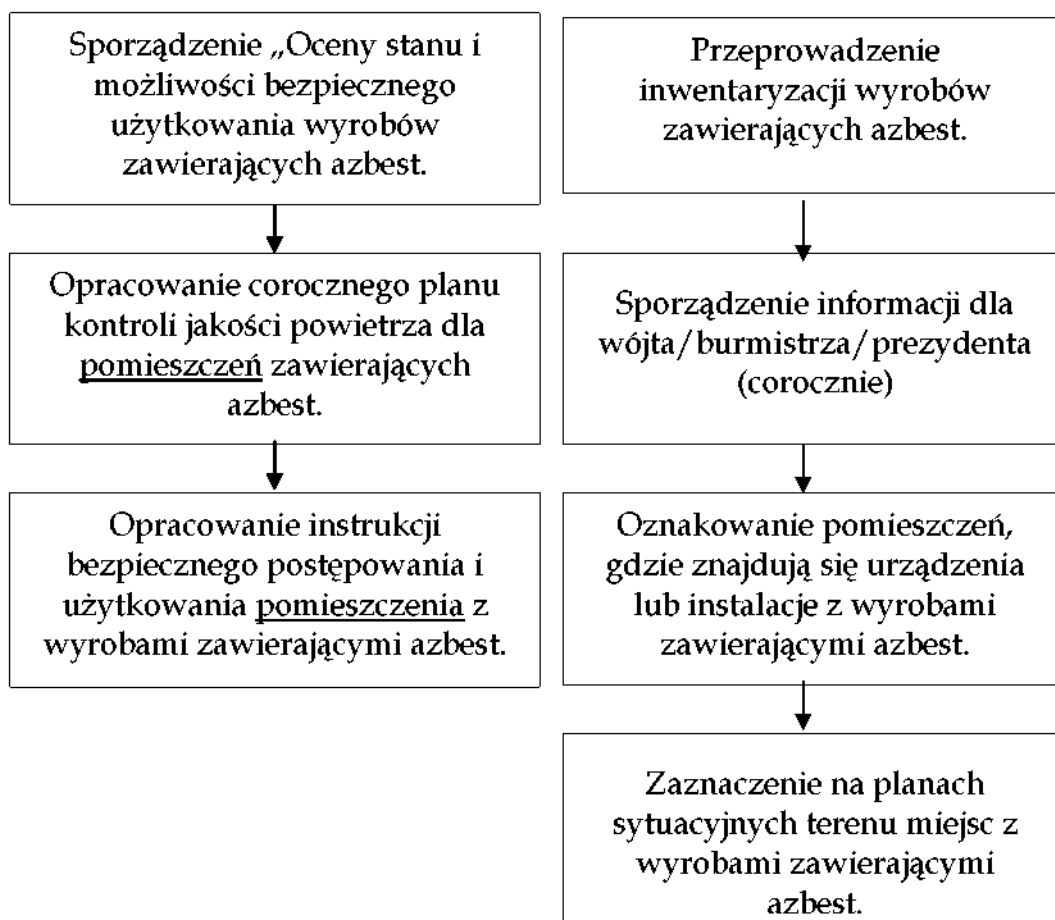 Sporządzenie „Oceny stanu i
możliwości bezpiecznego
użytkowania wyrobów
zawierających azbest.
Opracowanie corocznego planu
kontroli jakości powietrza dla
pomieszczeń zawierających
azbest.
Opracowanie instrukcji
bezpiecznego postępowania i
użytkowania pomieszczenia z
wyrobami zawierającymi azbest.
Przeprowadzenie
inwentaryzacji wyrobów
zawierających azbest.
Sporządzenie informacji dla
wójta/burmistrza/prezydenta
(corocznie)
Oznakowanie pomieszczeń,
gdzie znajdują się urządzenia
lub instalacje z wyrobami
zawierającymi azbest.
Zaznaczenie na planach
sytuacyjnych terenu miejsc z
wyrobami zawierającymi
azbest.